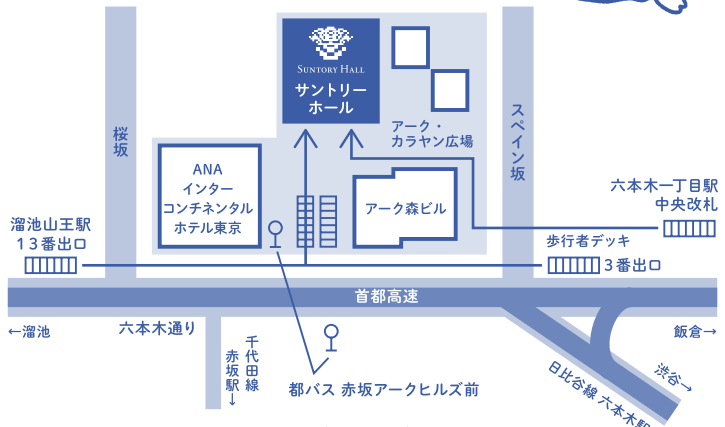 SUNTORY HALL
サントリー
ホール
桜坂
スペイン坂
アーク・
カラヤン広場
ANA
インター
コンチネンタル
ホテル東京
アーク森ビル
六本木一丁目駅
中央改札
溜池山王駅
13番出口
歩行者デッキ
3番出口
首都高速
←溜池
六本木通り
飯倉→
千代田線
赤坂駅↓
都バス 赤坂アークヒルズ前
渋谷→
日比谷線 六本木駅